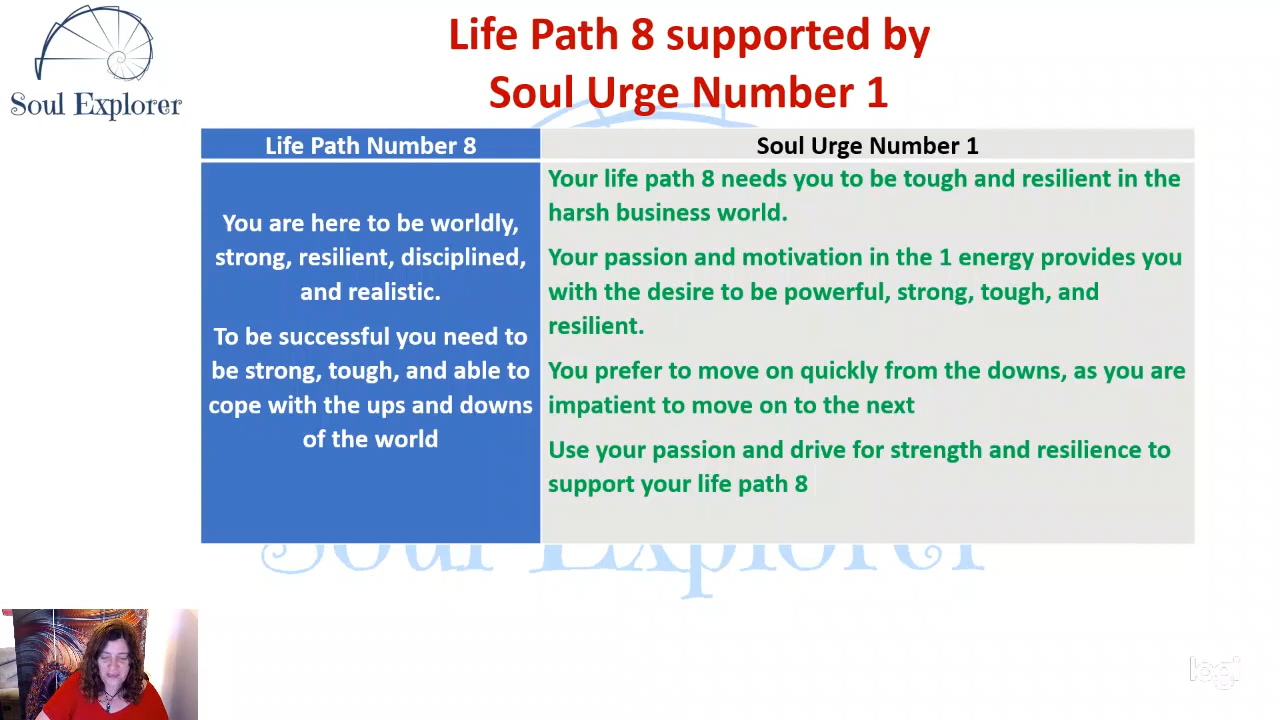 Life Path 8 supported by
Soul Urge Number 1
Soul Explorer
Life Path Number 8
Soul Urge Number 1
You are here to be worldly,
strong, resilient, disciplined,
and realistic.
To be successful you need to
be strong, tough, and able to
cope with the ups and downs
of the world
Your life path 8 needs you to be tough and resilient in the
harsh business world.
Your passion and motivation in the 1 energy provides you
with the desire to be powerful, strong, tough, and
resilient.
You prefer to move on quickly from the downs, as you are
impatient to move on to the next
Use your passion and drive for strength and resilience to
support your life path 8
Soul Explorer